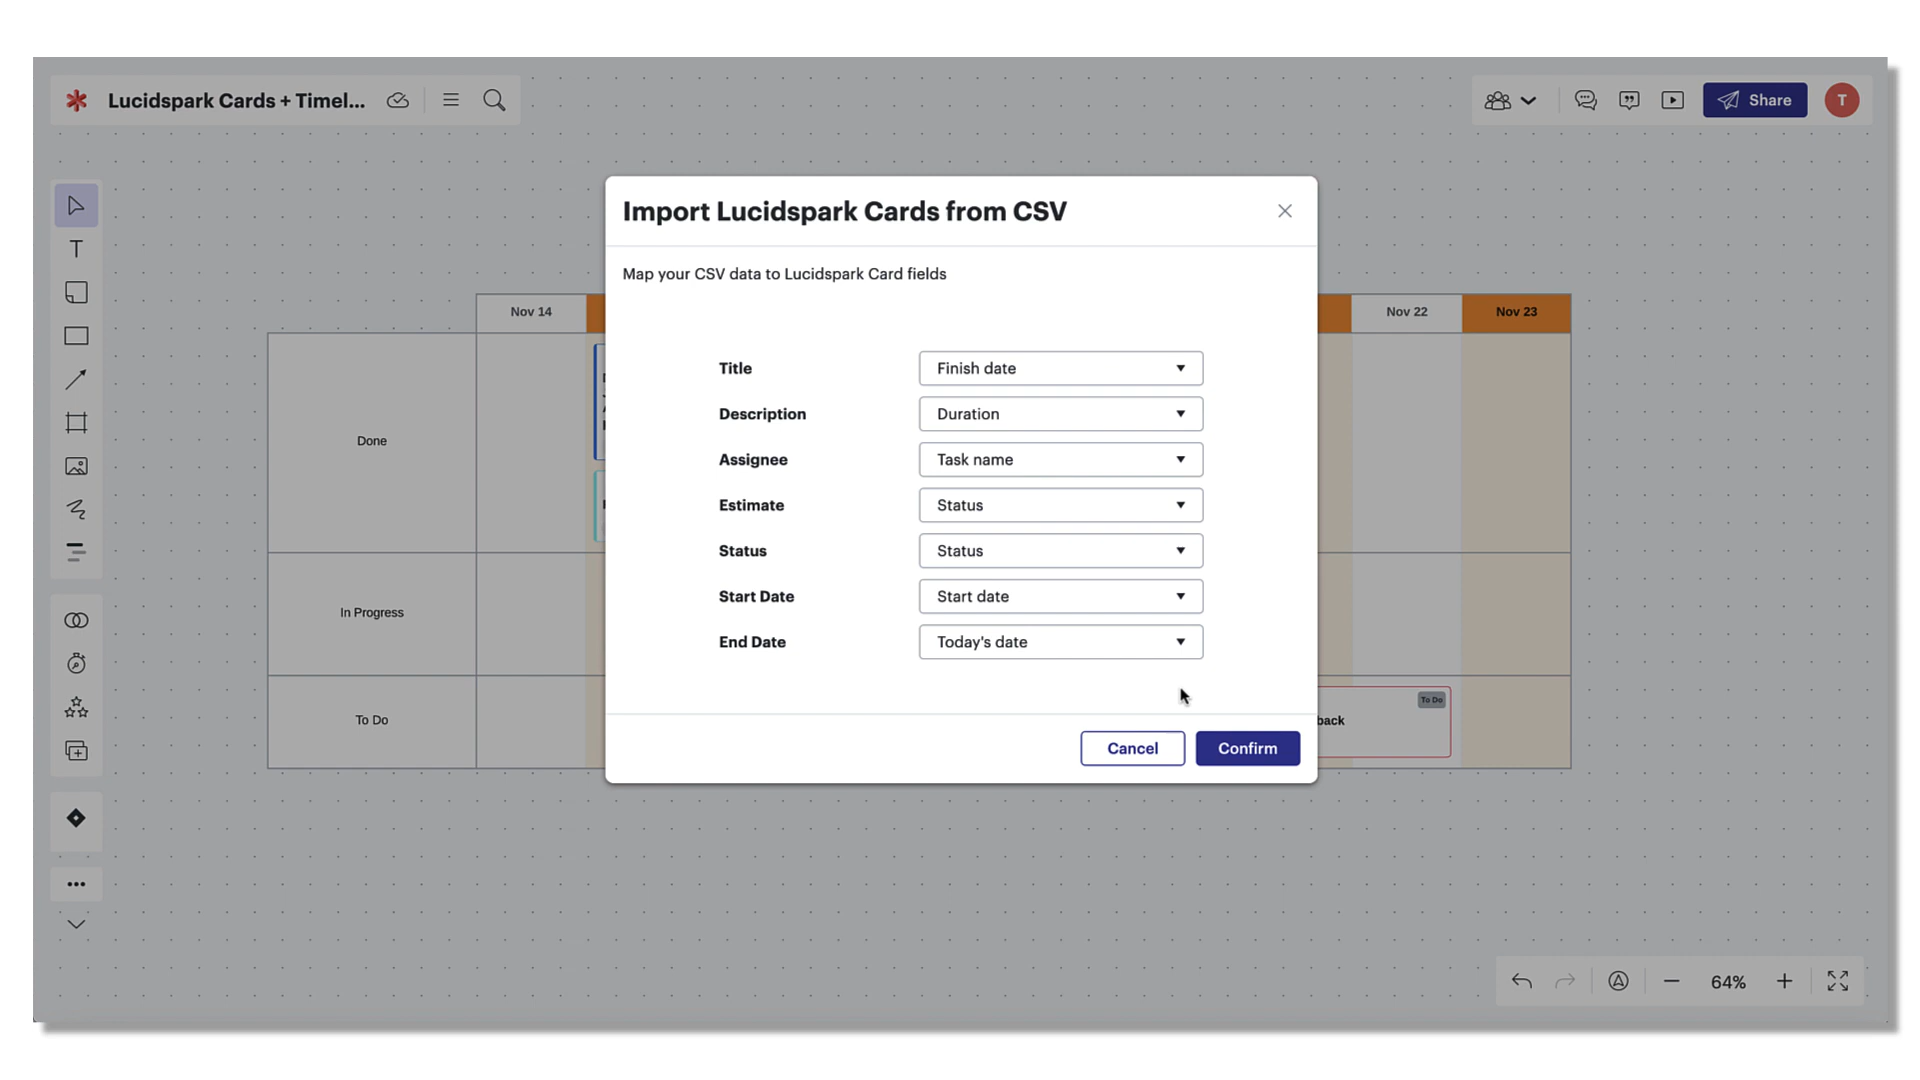 Lucidspark Cards + Timel...
Share
T
Import Lucidspark Cards from CSV
Map your CSV data to Lucidspark Card fields
T
Nov 14
Nov 22
Nov 23
Title
Finish date
Description
Duration
Assignee
Task name
Estimate
Status
Status
Status
Start Date
Start date
End Date
Today's date
Done
In Progress
To Do
To Do
back
Cancel
Confirm
64%